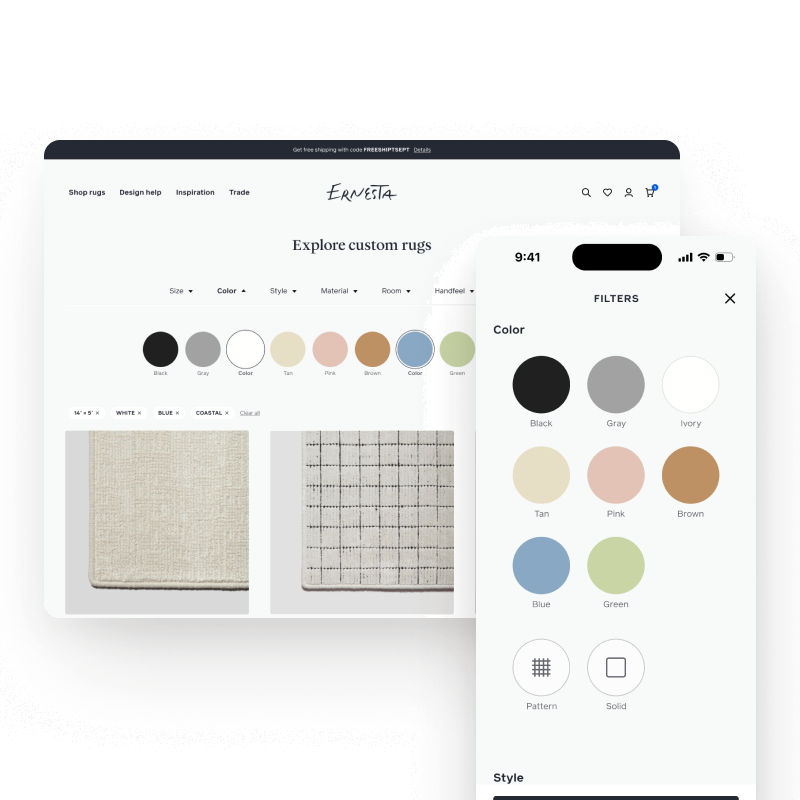 Get free shipping with code FREESHIPTSEPT Details
Shop rugs Design help Inspiration Trade
ERNESTA
1
Explore custom rugs
Size Color Style Material Room Handfeel
Black Gray Color Tan Pink Brown Color Green
14' × 5' × WHITE × BLUE × COASTAL × Clear all
9:41
FILTERS
Color
Black Gray Ivory
Tan Pink Brown
Blue Green
Pattern Solid
Style